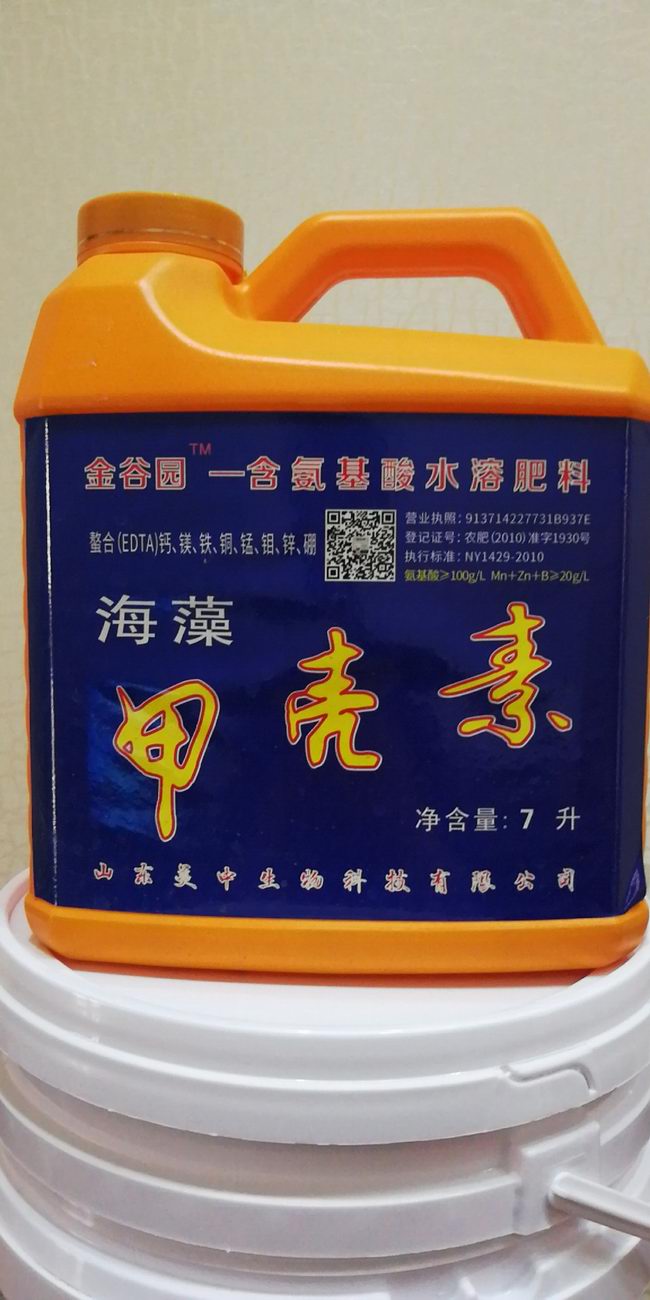 金谷园™—含氨基酸水溶肥料
螯合(EDTA)钙、镁、铁、铜、锰、钼、锌、硼
营业执照：913714227731B937E
登记证号：农肥(2010)准字1930号
执行标准：NY1429-2010
氨基酸≥100g/L Mn+Zn+B≥20g/L
海藻
甲壳素
净含量：7 升
山东美中生物科技有限公司